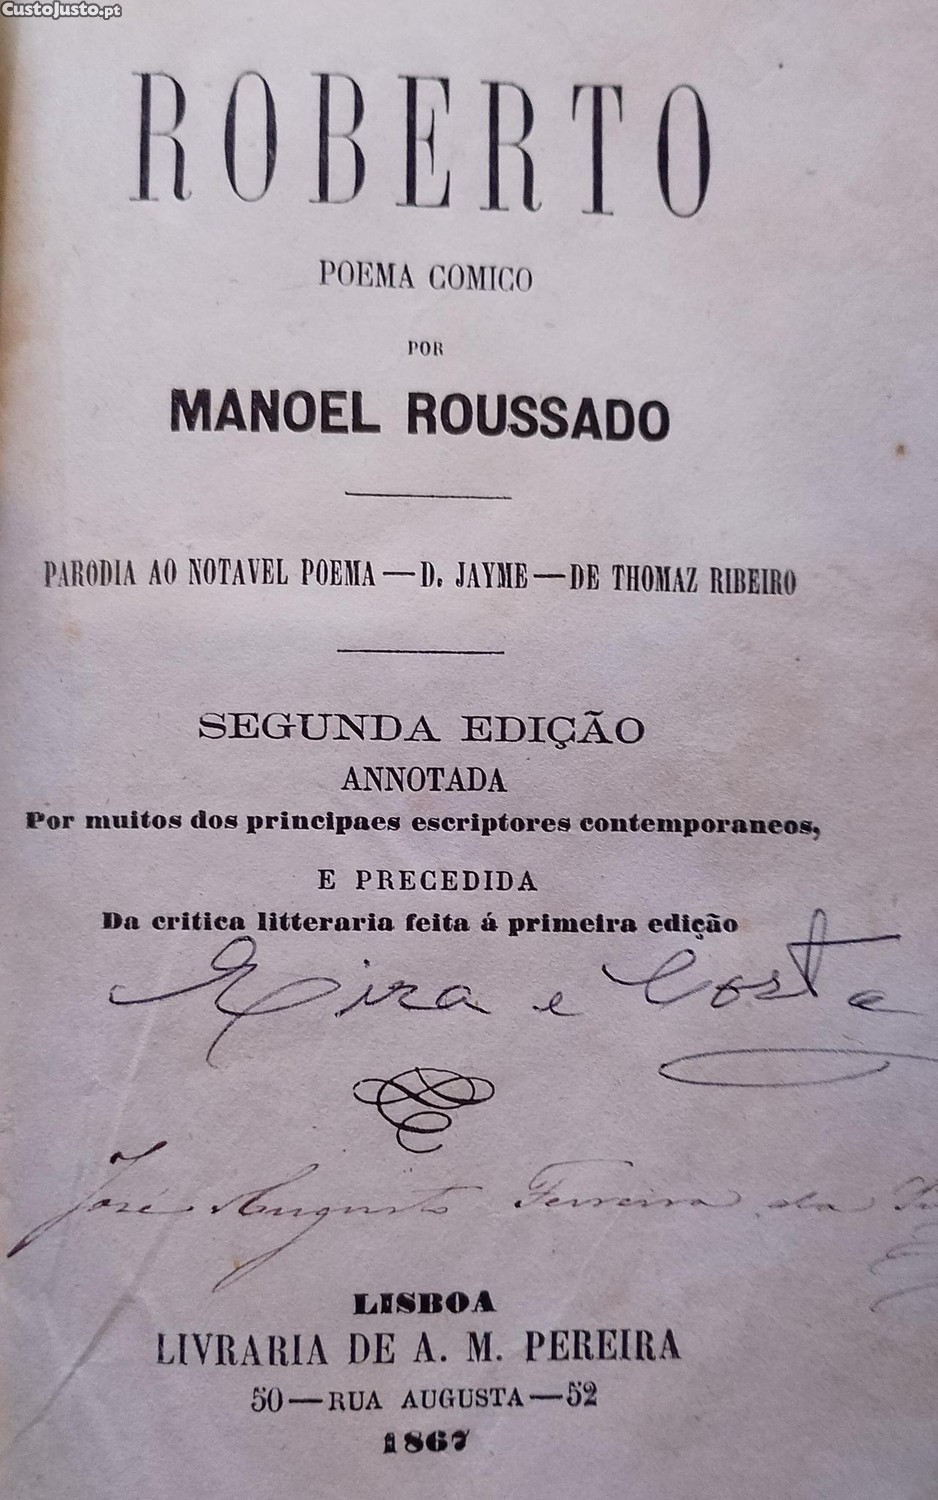 CustoJusto.pt
ROBERTO
POEMA COMICO
POR
MANOEL ROUSSADO
PARODIA AO NOTAVEL POEMA — D. JAYME — DE THOMAZ RIBEIRO
SEGUNDA EDIÇÃO
ANNOTADA
Por muitos dos principaes escriptores contemporaneos,
E PRECEDIDA
Da critica litteraria feita á primeira edição
e Costa
José Augusto Ferreira da
LISBOA
LIVRARIA DE A. M. PEREIRA
50 — RUA AUGUSTA — 52
1867